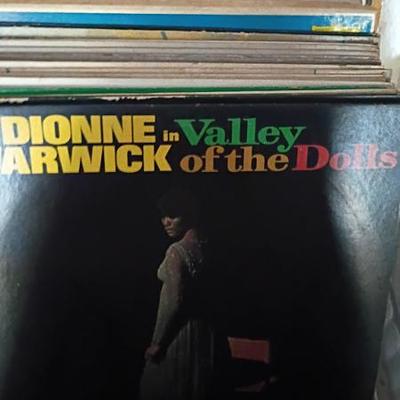 DIONNE in Valley
ARWICK of the Dolls